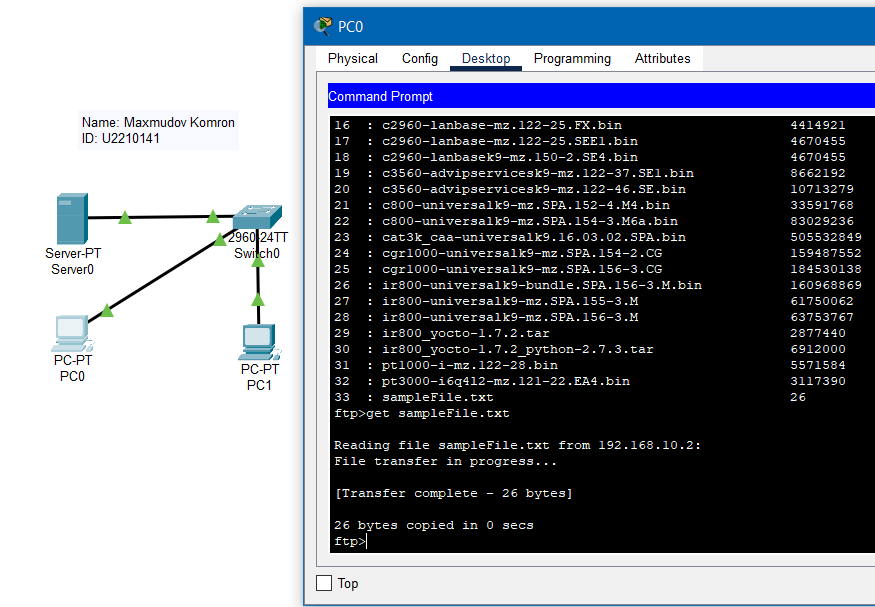 Name: Maxmudov Komron
ID: U2210141
Server-PT
Server0
2960-24TT
Switch0
PC-PT
PC0
PC-PT
PC1
PC0
Physical Config Desktop Programming Attributes
Command Prompt
16 : c2960-lanbase-mz.122-25.FX.bin 4414921
17 : c2960-lanbase-mz.122-25.SEE1.bin 4670455
18 : c2960-lanbasek9-mz.150-2.SE4.bin 4670455
19 : c3560-advipservicesk9-mz.122-37.SE1.bin 8662192
20 : c3560-advipservicesk9-mz.122-46.SE.bin 10713279
21 : c800-universalk9-mz.SPA.152-4.M4.bin 33591768
22 : c800-universalk9-mz.SPA.154-3.M6a.bin 83029236
23 : cat3k_caa-universalk9.16.03.02.SPA.bin 505532849
24 : cgr1000-universalk9-mz.SPA.154-2.CG 159487552
25 : cgr1000-universalk9-mz.SPA.156-3.CG 184530138
26 : ir800-universalk9-bundle.SPA.156-3.M.bin 160968869
27 : ir800-universalk9-mz.SPA.155-3.M 61750062
28 : ir800-universalk9-mz.SPA.156-3.M 63753767
29 : ir800_yocto-1.7.2.tar 2877440
30 : ir800_yocto-1.7.2_python-2.7.3.tar 6912000
31 : pt1000-i-mz.122-28.bin 5571584
32 : pt3000-i6q4l2-mz.121-22.EA4.bin 3117390
33 : sampleFile.txt 26
ftp>get sampleFile.txt
Reading file sampleFile.txt from 192.168.10.2:
File transfer in progress...
[Transfer complete - 26 bytes]
26 bytes copied in 0 secs
ftp>
Top